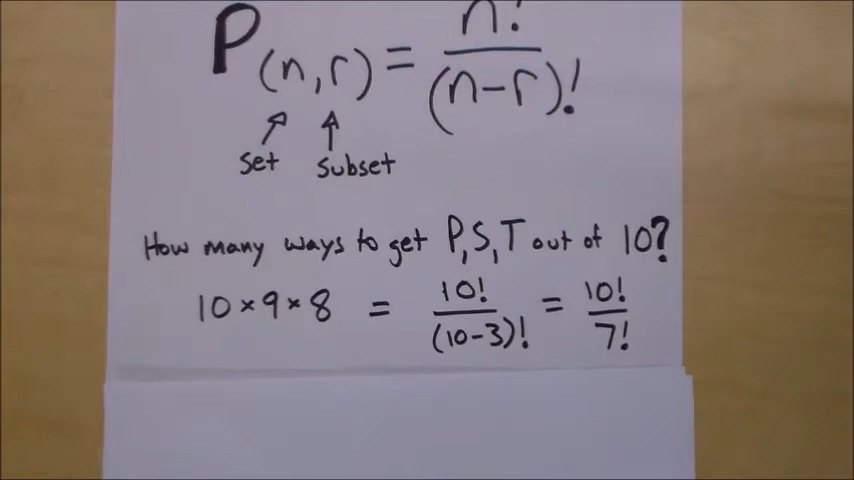 P(n,r) = n!/(n-r)!
set subset
How many ways to get P,S,T out of 10?
10×9×8 = 10!/(10-3)! = 10!/7!